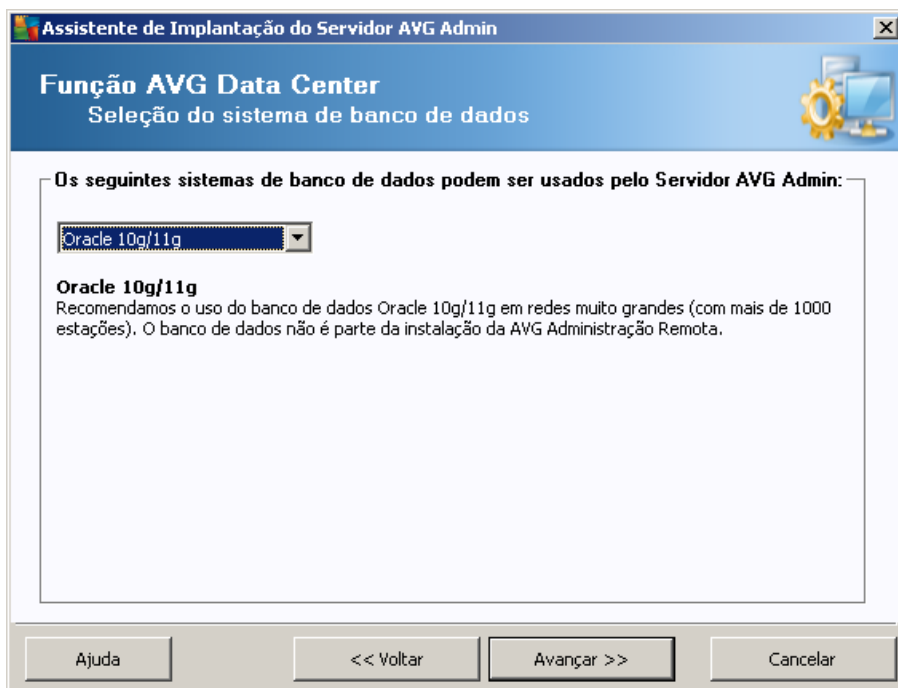 Assistente de Implantação do Servidor AVG Admin
Função AVG Data Center
Seleção do sistema de banco de dados
Os seguintes sistemas de banco de dados podem ser usados pelo Servidor AVG Admin:
Oracle 10g/11g
Oracle 10g/11g
Recomendamos o uso do banco de dados Oracle 10g/11g em redes muito grandes (com mais de 1000
estações). O banco de dados não é parte da instalação da AVG Administração Remota.
Ajuda
<< Voltar
Avançar >>
Cancelar